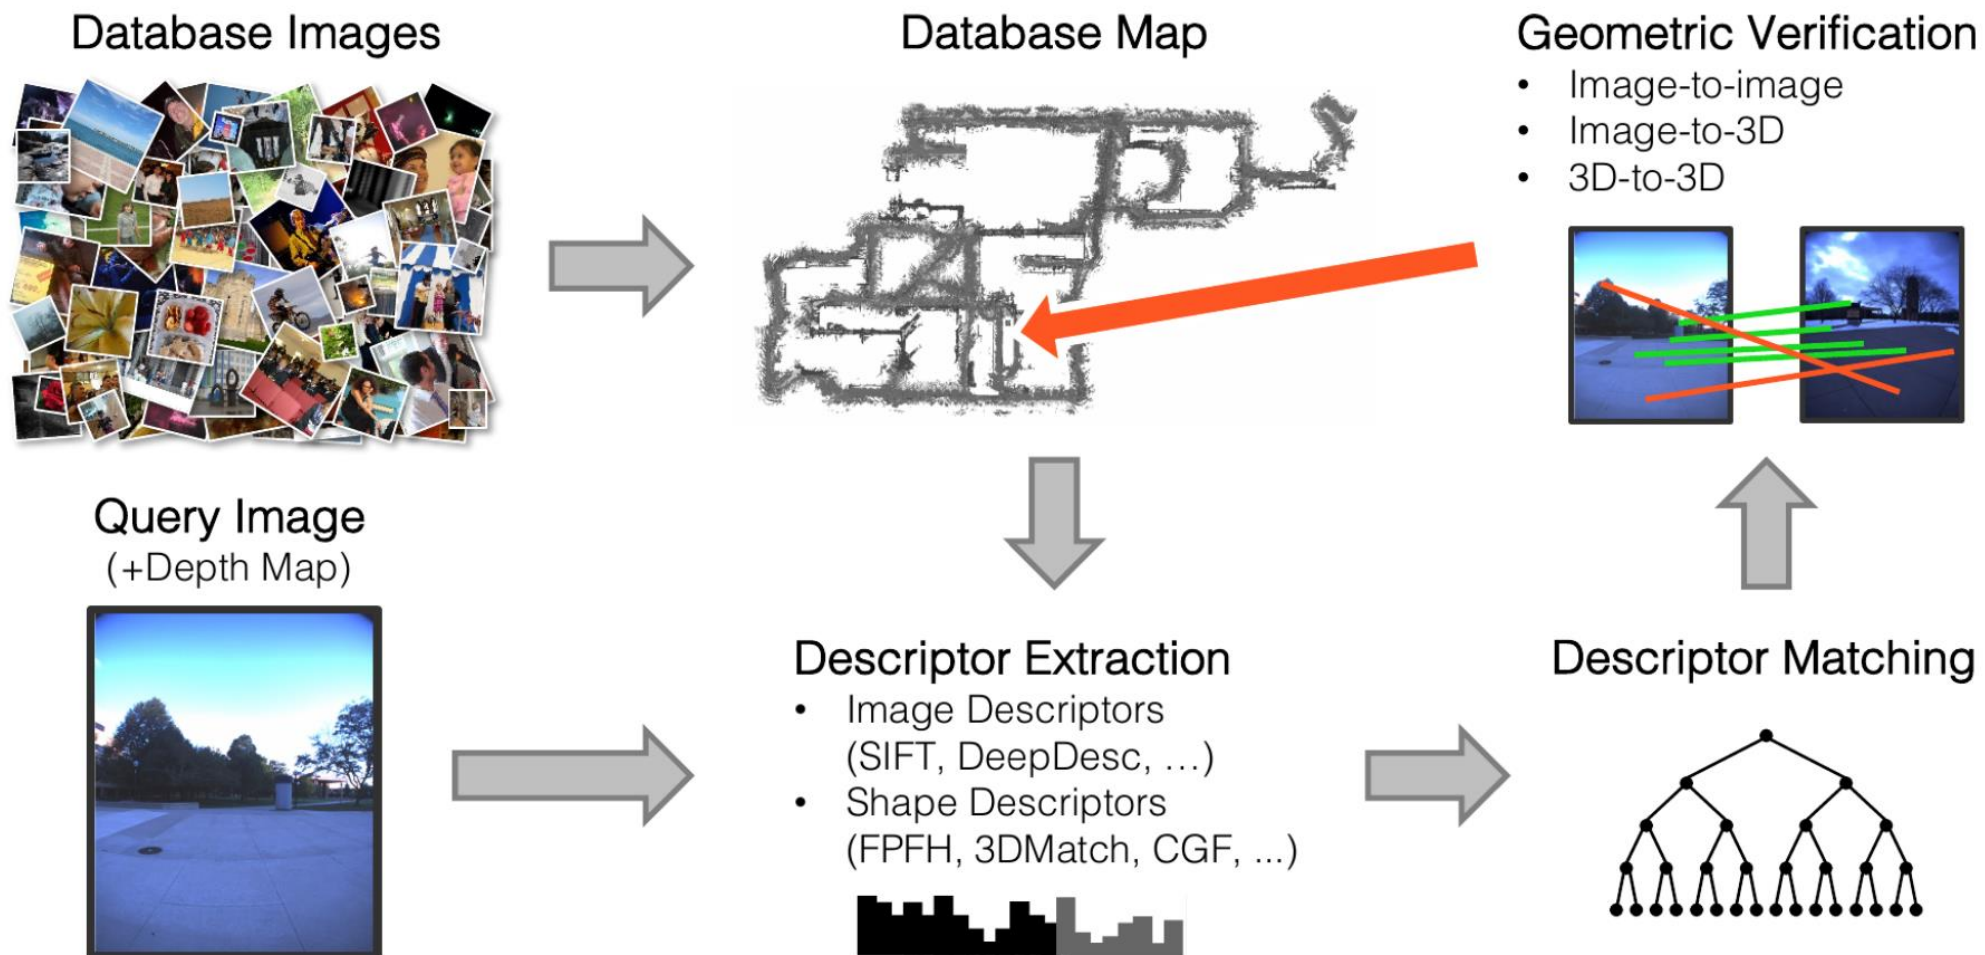 Database Images
Database Map
Geometric Verification
• Image-to-image
• Image-to-3D
• 3D-to-3D
Query Image
(+Depth Map)
Descriptor Extraction
• Image Descriptors
(SIFT, DeepDesc, …)
• Shape Descriptors
(FPFH, 3DMatch, CGF, ...)
Descriptor Matching